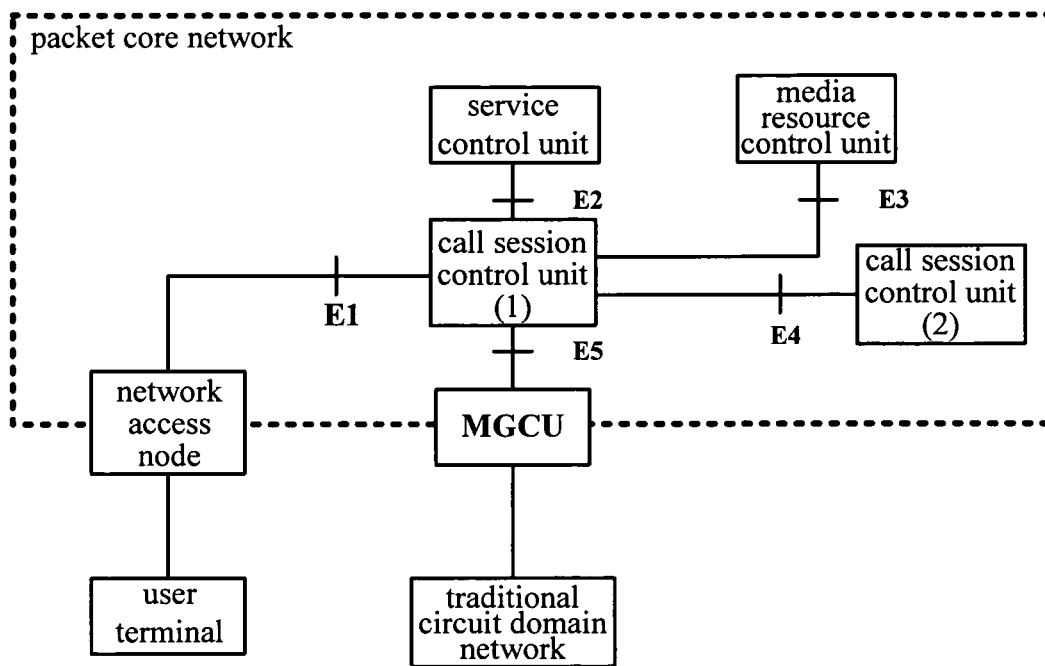 packet core network
service
control unit
media
resource
control unit
E2
E3
call session
control unit
(1)
call session
control unit
(2)
E1
E4
E5
network
access
node
MGCU
user
terminal
traditional
circuit domain
network